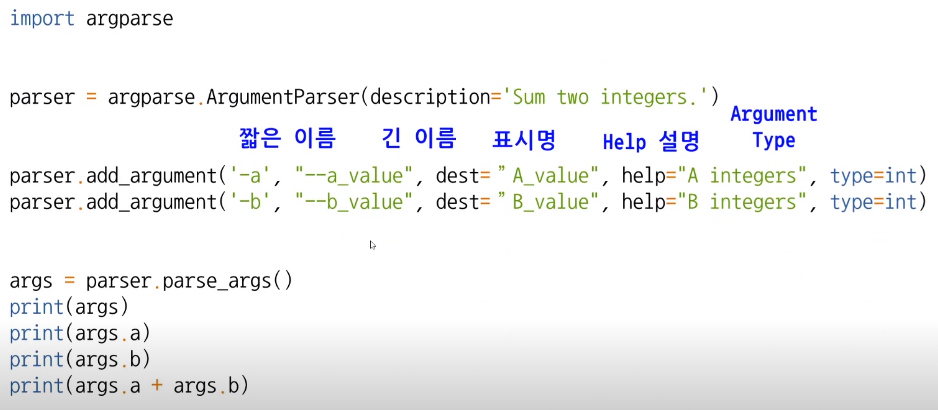 import argparse
parser = argparse.ArgumentParser(description='Sum two integers.')
Argument
짧은 이름 긴 이름 표시명 Help 설명 Type
parser.add_argument('-a', "--a_value", dest=”A_value", help="A integers", type=int)
parser.add_argument('-b', "--b_value", dest=”B_value", help="B integers", type=int)
args = parser.parse_args()
print(args)
print(args.a)
print(args.b)
print(args.a + args.b)